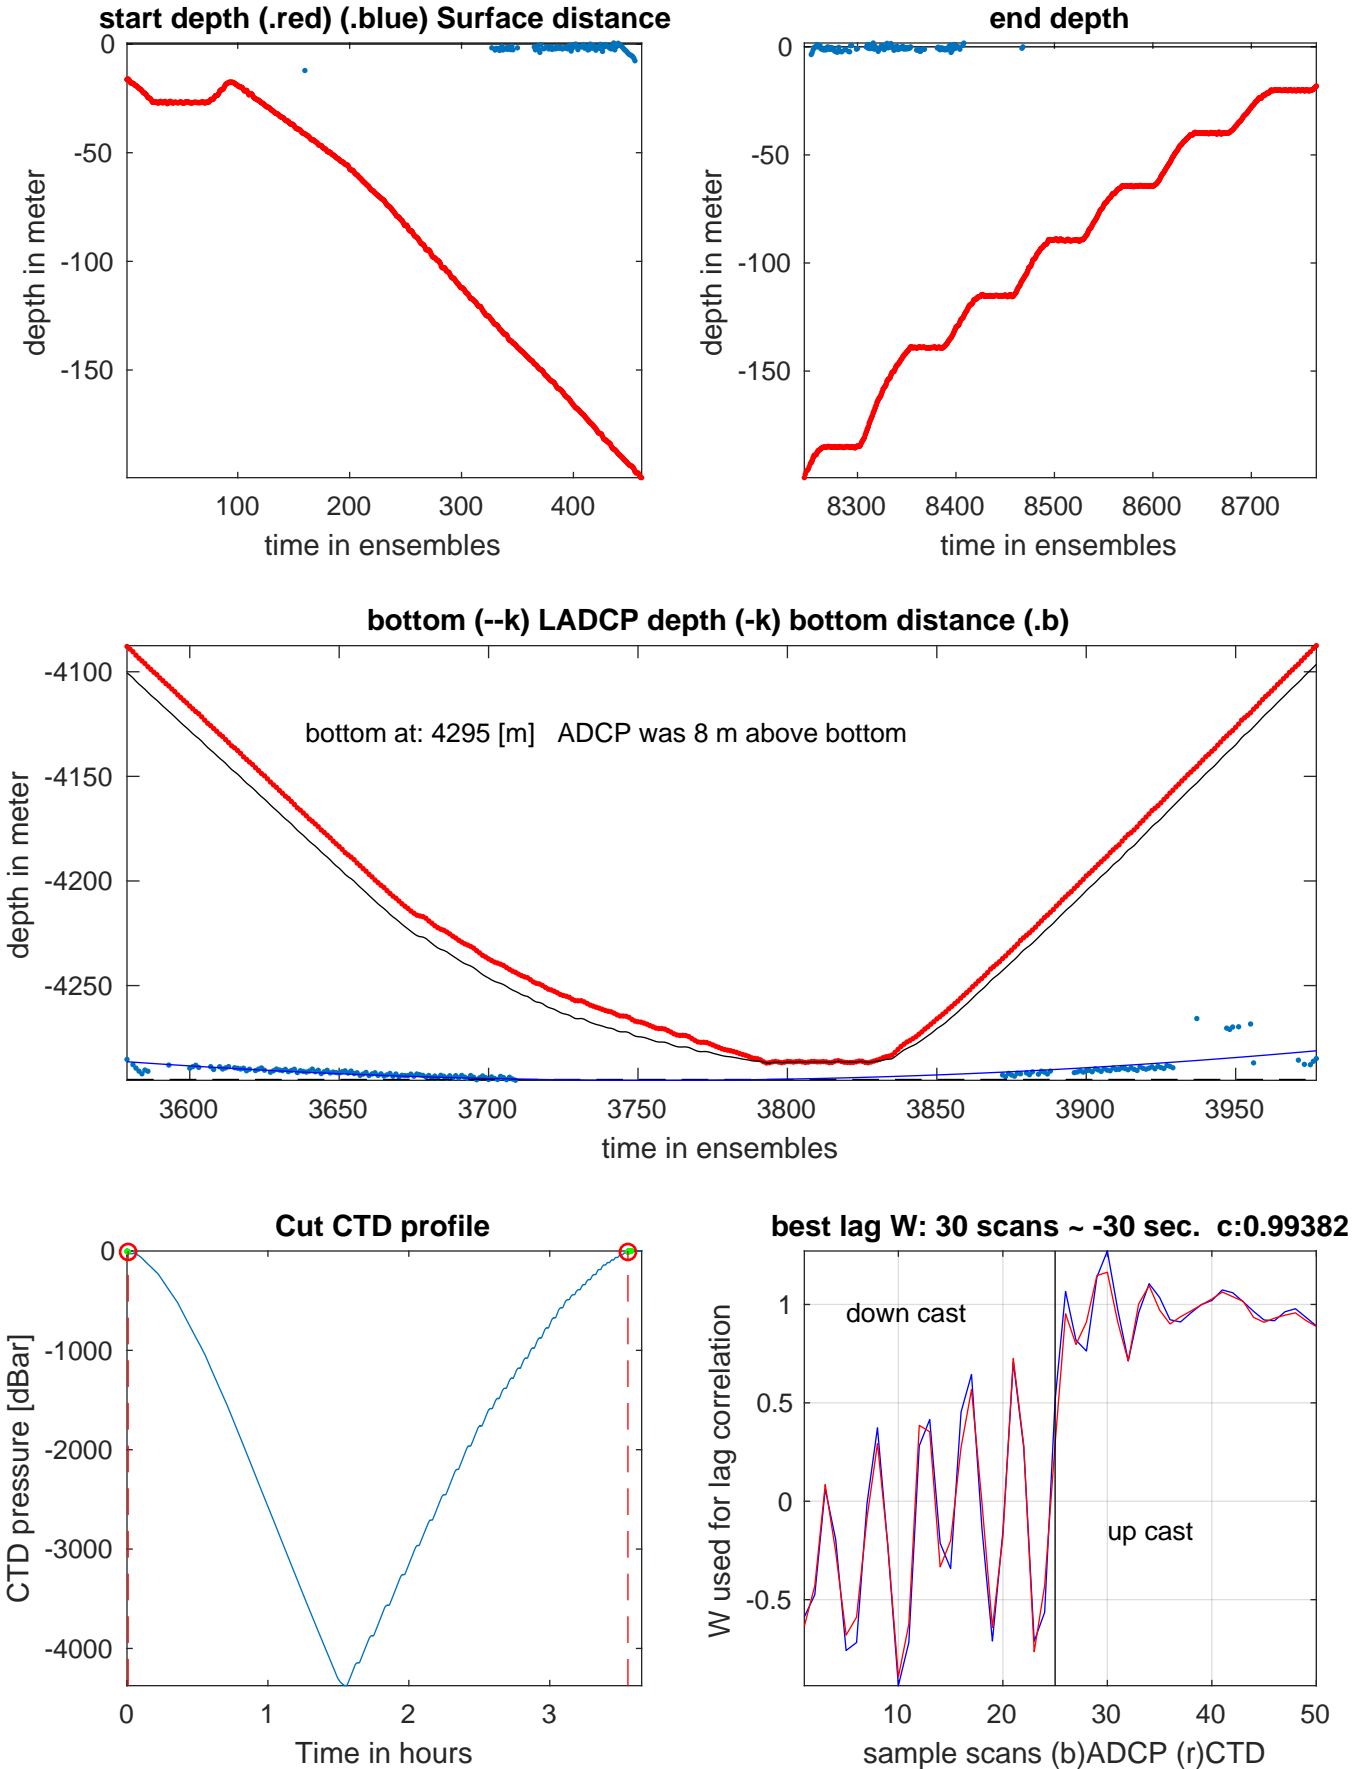 start depth (.red) (.blue) Surface distance
0
-50
-100
-150
depth in meter
100
200
300
400
time in ensembles
end depth
0
-50
-100
-150
depth in meter
8300
8400
8500
8600
8700
time in ensembles
bottom (--k) LADCP depth (-k) bottom distance (.b)
-4100
-4150
-4200
-4250
depth in meter
bottom at: 4295 [m]   ADCP was 8 m above bottom
3600
3650
3700
3750
3800
3850
3900
3950
time in ensembles
Cut CTD profile
0
-1000
-2000
-3000
-4000
CTD pressure [dBar]
0
1
2
3
Time in hours
best lag W: 30 scans ~ -30 sec.  c:0.99382
1
0.5
0
-0.5
W used for lag correlation
down cast
up cast
10
20
30
40
50
sample scans (b)ADCP (r)CTD